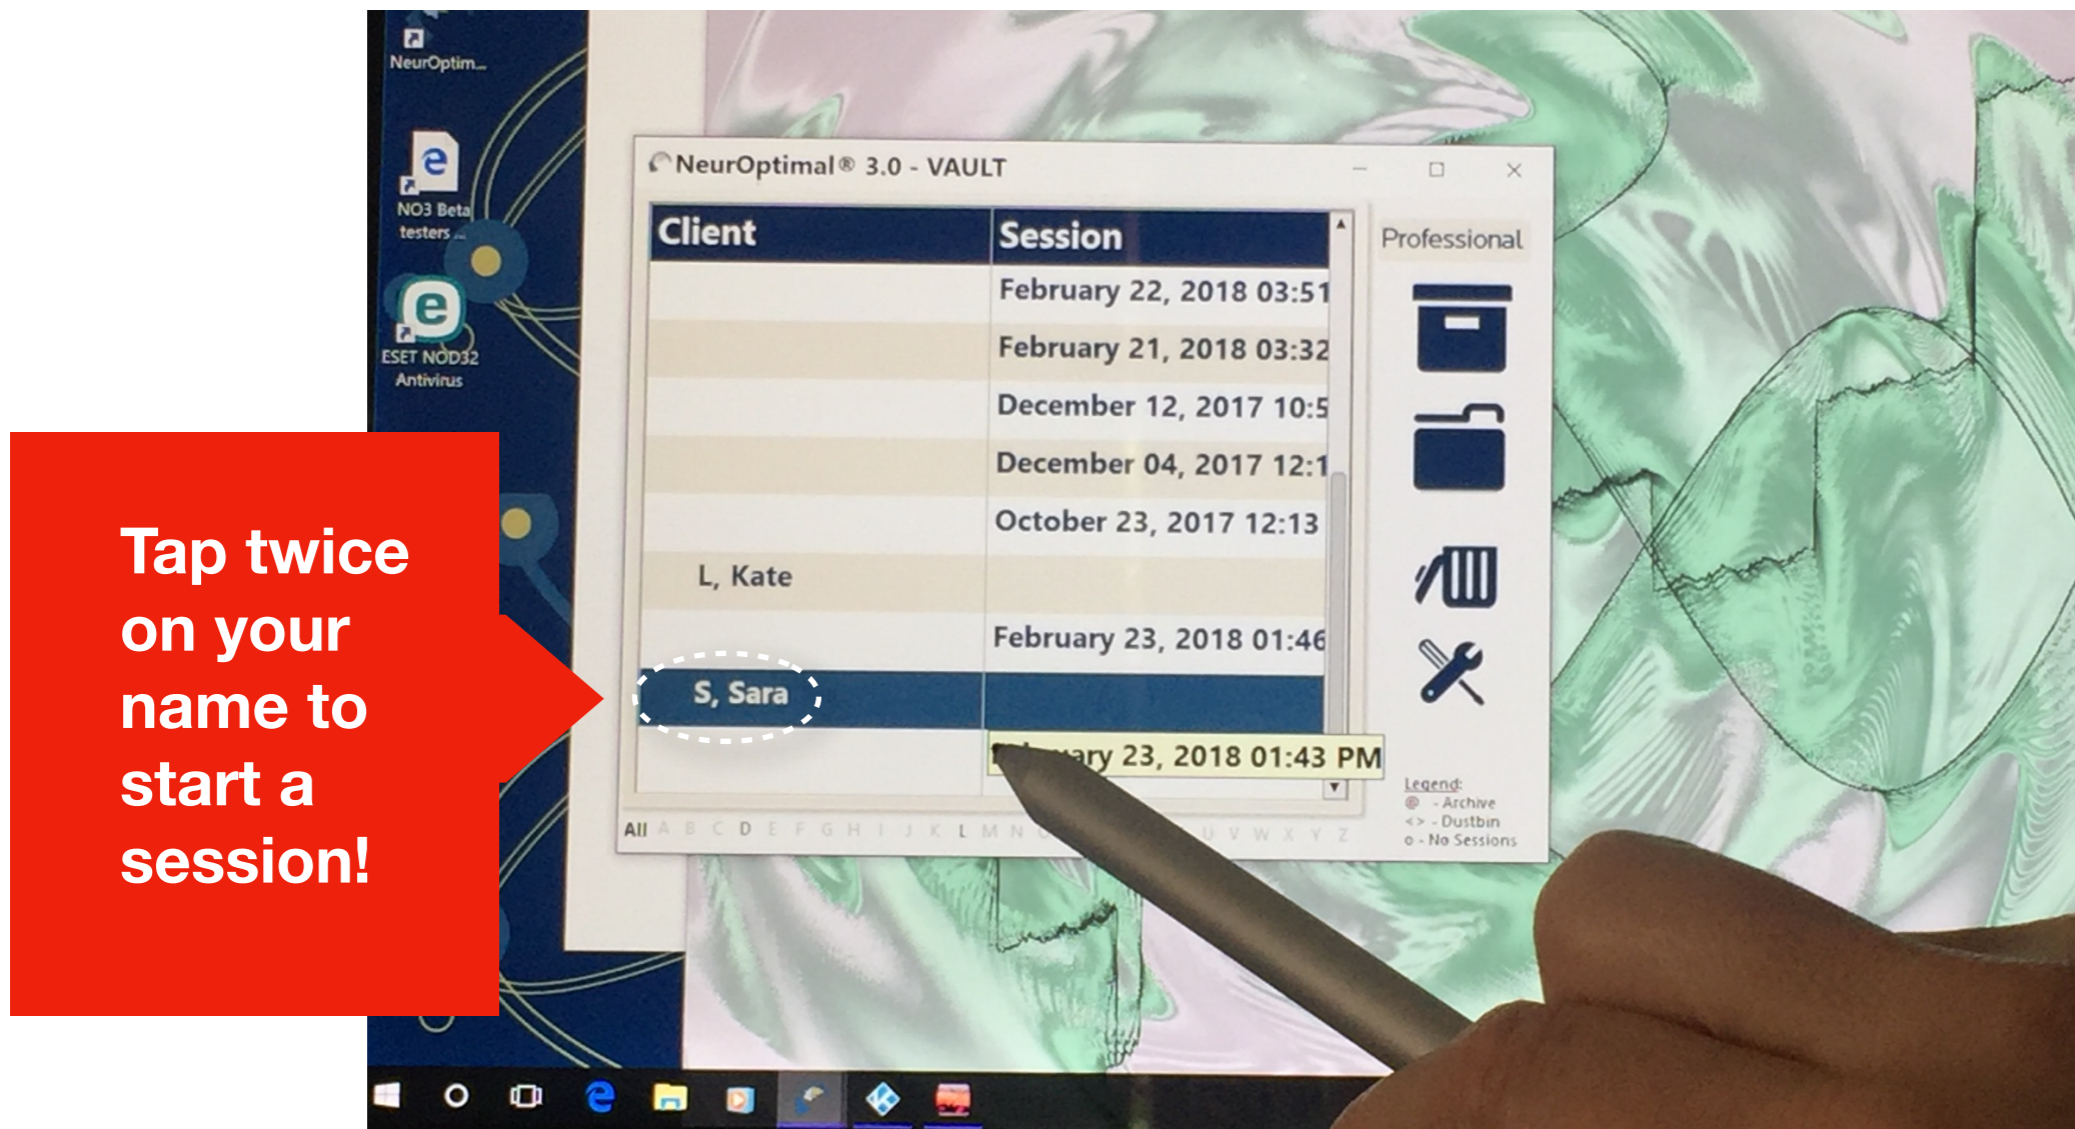 NeurOptim...
NO3 Beta
testers ...
ESET NOD32
Antivirus
Tap twice
on your
name to
start a
session!
NeurOptimal® 3.0 - VAULT
Client Session
February 22, 2018 03:51
February 21, 2018 03:32
December 12, 2017 10:5
December 04, 2017 12:1
October 23, 2017 12:13
L, Kate
February 23, 2018 01:46
S, Sara
23, 2018 01:43 PM
All A B C D E F G H I J K L M N O U V W X Y Z
Professional
Legend:
@ - Archive
<> - Dustbin
o - No Sessions